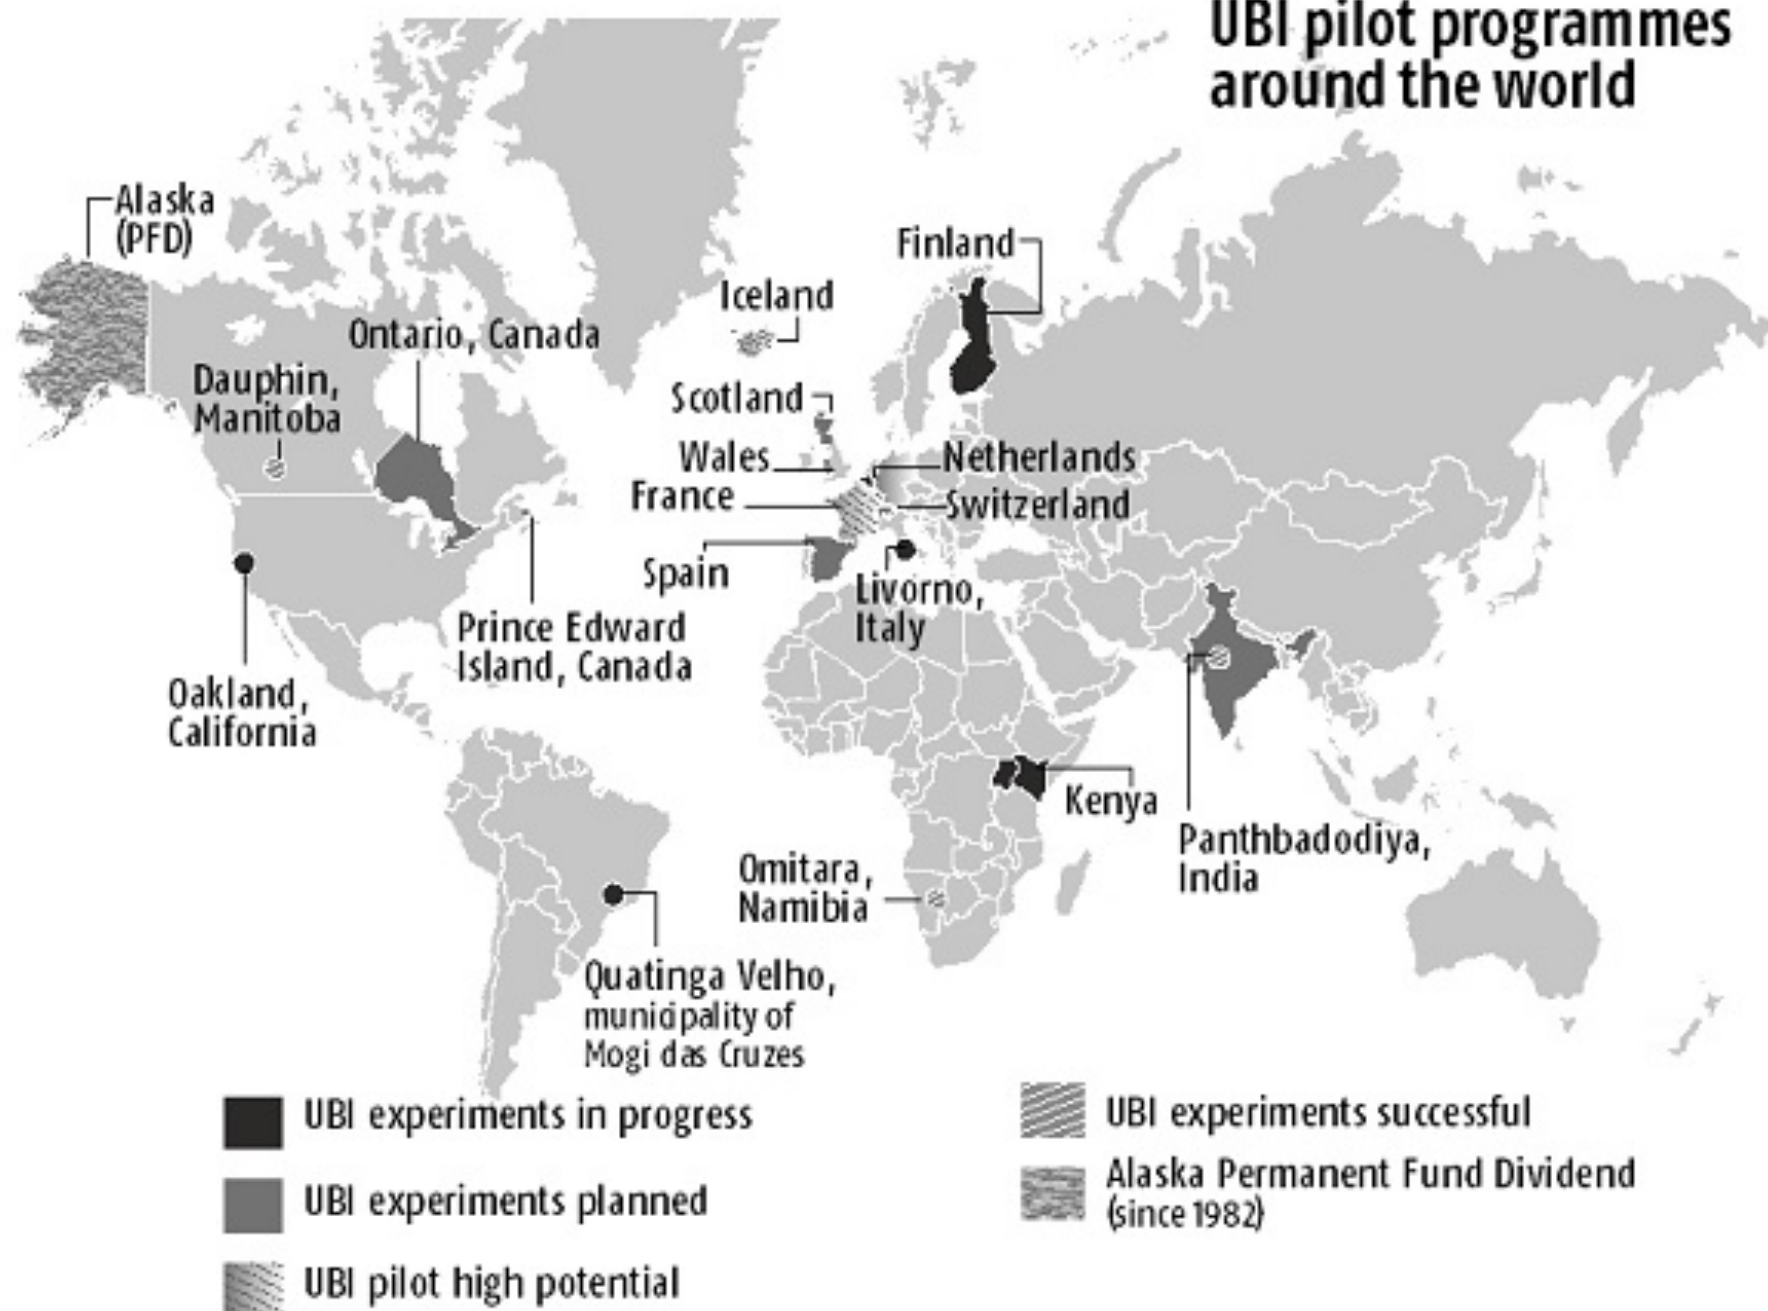 UBI pilot programmes
around the world
Alaska
(PFD)
Finland
Iceland
Ontario, Canada
Dauphin,
Manitoba
Scotland
Wales
Netherlands
France
Switzerland
Spain
Livorno,
Italy
Prince Edward
Island, Canada
Oakland,
California
Kenya
Panthbadodiya,
India
Omitara,
Namibia
Quatinga Velho,
municipality of
Mogi das Cruzes
UBI experiments in progress
UBI experiments planned
UBI pilot high potential
UBI experiments successful
Alaska Permanent Fund Dividend
(since 1982)